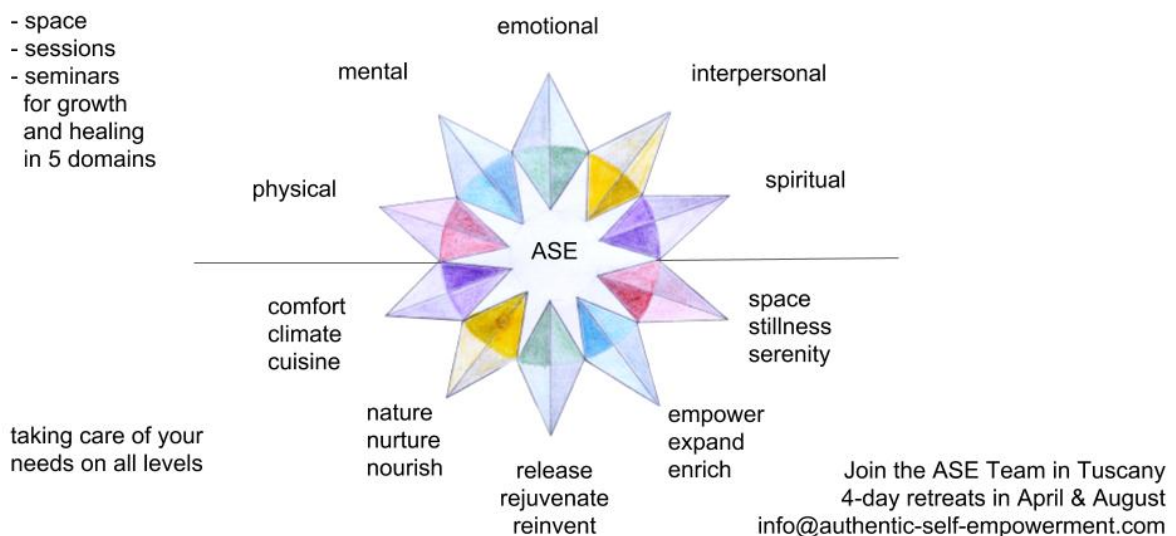 - space
- sessions
- seminars
for growth
and healing
in 5 domains
emotional
mental
interpersonal
physical
spiritual
ASE
comfort
climate
cuisine
space
stillness
serenity
nature
nurture
nourish
empower
expand
enrich
release
rejuvenate
reinvent
taking care of your
needs on all levels
Join the ASE Team in Tuscany
4-day retreats in April & August
info@authentic-self-empowerment.com